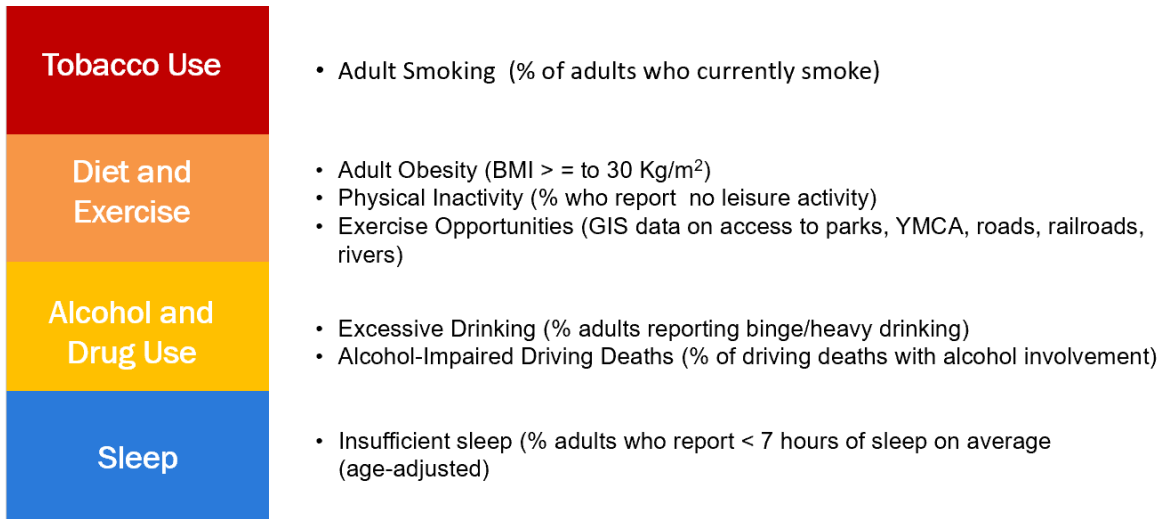 Tobacco Use
• Adult Smoking  (% of adults who currently smoke)
Diet and
Exercise
• Adult Obesity (BMI > = to 30 Kg/m²)
• Physical Inactivity (% who report  no leisure activity)
• Exercise Opportunities (GIS data on access to parks, YMCA, roads, railroads,
rivers)
Alcohol and
Drug Use
• Excessive Drinking (% adults reporting binge/heavy drinking)
• Alcohol-Impaired Driving Deaths (% of driving deaths with alcohol involvement)
Sleep
• Insufficient sleep (% adults who report < 7 hours of sleep on average
(age-adjusted)